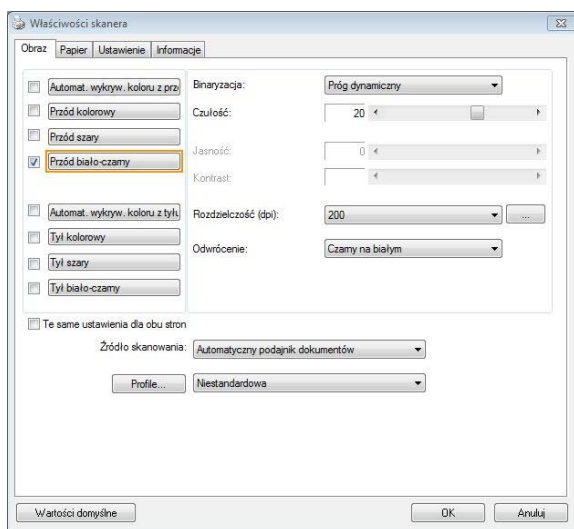 Właściwości skanera
Obraz Papier Ustawienie Informacje
Automat. wykryw. koloru z prz
Przód kolorowy
Przód szary
Przód biało-czarny
Automat. wykryw. koloru z tyłu
Tył kolorowy
Tył szary
Tył biało-czarny
Binaryzacja: Próg dynamiczny
Czułość: 20
Jasność: 0
Kontrast:
Rozdzielczość (dpi): 200 ...
Odwrócenie: Czarny na białym
Te same ustawienia dla obu stron
Źródło skanowania: Automatyczny podajnik dokumentów
Profile... Niestandardowa
Wartości domyślne OK Anuluj